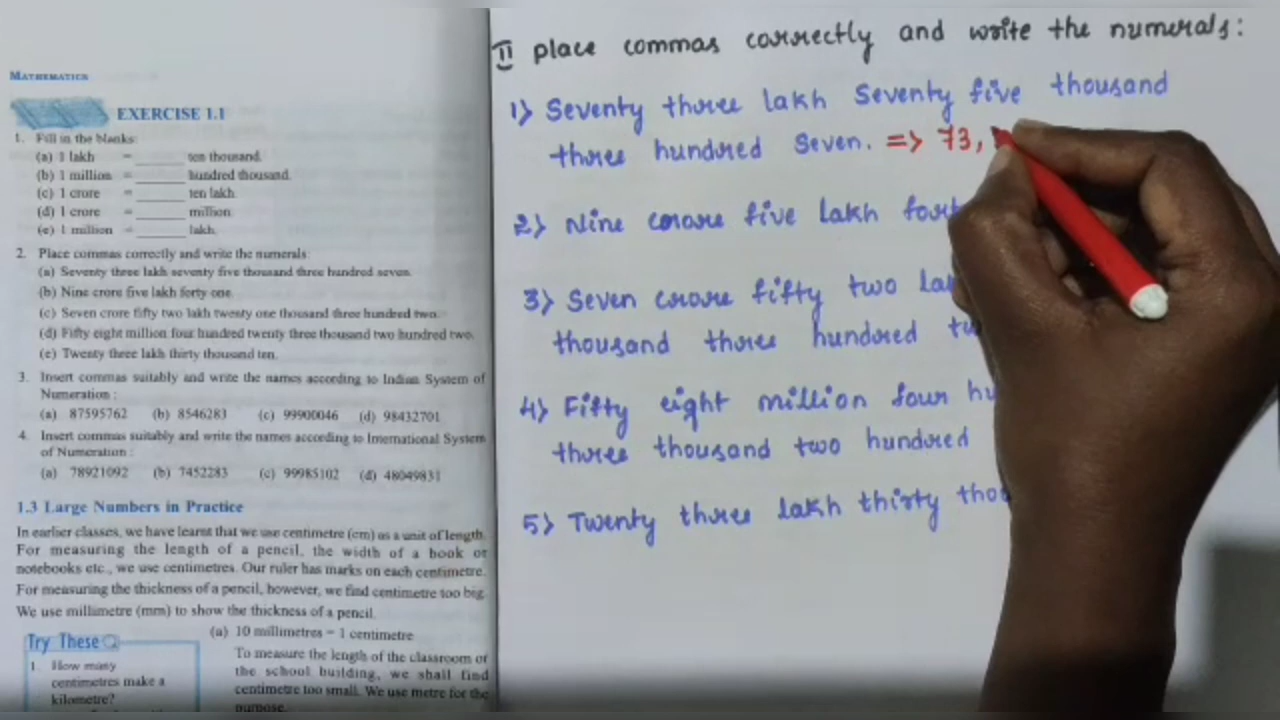 MATHEMATICS
EXERCISE 1.1
1. Fill in the blanks:
(a) 1 lakh = ______ ten thousand.
(b) 1 million = ______ hundred thousand.
(c) 1 crore = ______ ten lakh.
(d) 1 crore = ______ million.
(e) 1 million = ______ lakh.
2. Place commas correctly and write the numerals:
(a) Seventy three lakh seventy five thousand three hundred seven.
(b) Nine crore five lakh forty one.
(c) Seven crore fifty two lakh twenty one thousand three hundred two.
(d) Fifty eight million four hundred twenty three thousand two hundred two.
(e) Twenty three lakh thirty thousand ten.
3. Insert commas suitably and write the names according to Indian System of
Numeration :
(a) 87595762 (b) 8546283 (c) 99900046 (d) 98432701
4. Insert commas suitably and write the names according to International System
of Numeration :
(a) 78921092 (b) 7452283 (c) 99985102 (d) 48049831
1.3 Large Numbers in Practice
In earlier classes, we have learnt that we use centimetre (cm) as a unit of length.
For measuring the length of a pencil, the width of a book or
notebooks etc., we use centimetres. Our ruler has marks on each centimetre.
For measuring the thickness of a pencil, however, we find centimetre too big.
We use millimetre (mm) to show the thickness of a pencil.
Try These
1. How many
centimetres make a
kilometre?
(a) 10 millimetres = 1 centimetre
To measure the length of the classroom or
the school building, we shall find
centimetre too small. We use metre for the
purpose.
II place commas correctly and write the numerals:
1) Seventy three lakh Seventy five thousand
three hundred Seven. => 73,
2) Nine crore five lakh
3) Seven crore fifty two
thousand three hundred
4) Fifty eight million four
three thousand two hundred
5) Twenty three lakh thirty